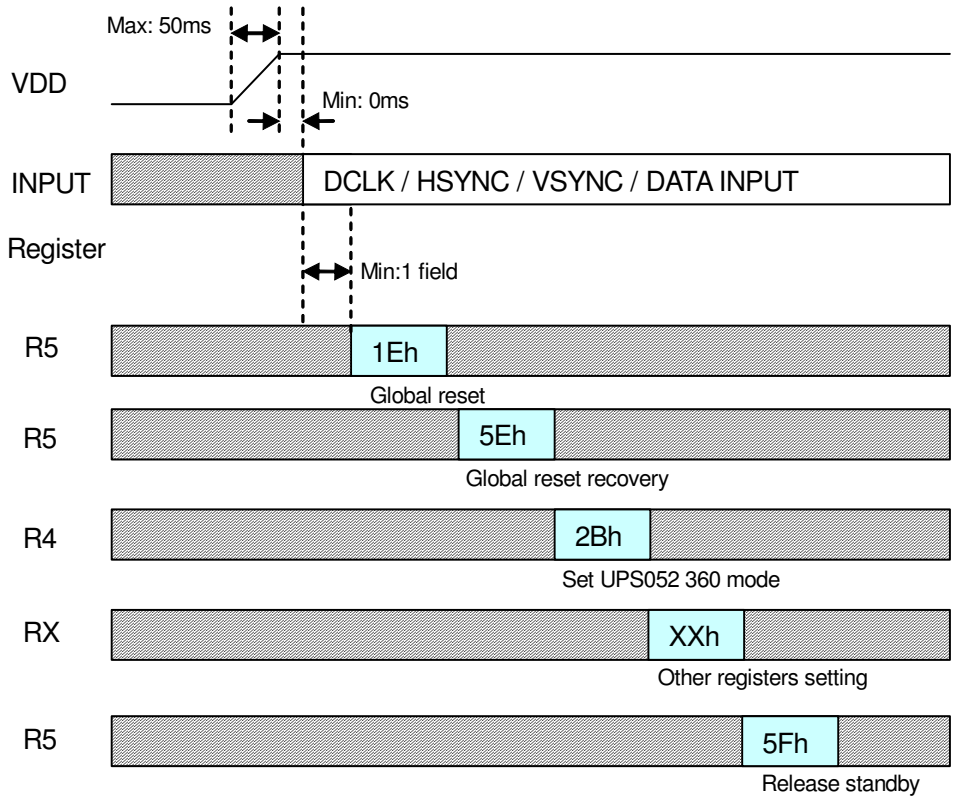 Max: 50ms
VDD
Min: 0ms
INPUT
DCLK / HSYNC / VSYNC / DATA INPUT
Register
Min:1 field
R5
1Eh
Global reset
R5
5Eh
Global reset recovery
R4
2Bh
Set UPS052 360 mode
RX
XXh
Other registers setting
R5
5Fh
Release standby